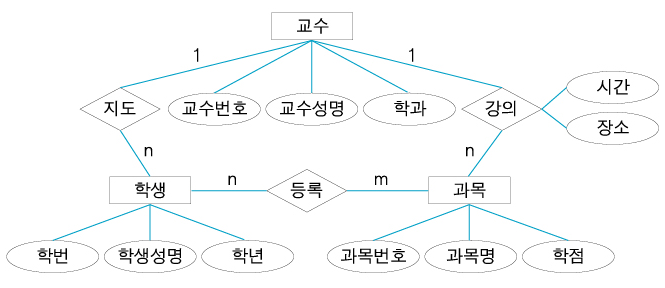 교수
1
1
지도
교수번호
교수성명
학과
강의
시간
장소
n
n
학생
n
등록
m
과목
학번
학생성명
학년
과목번호
과목명
학점